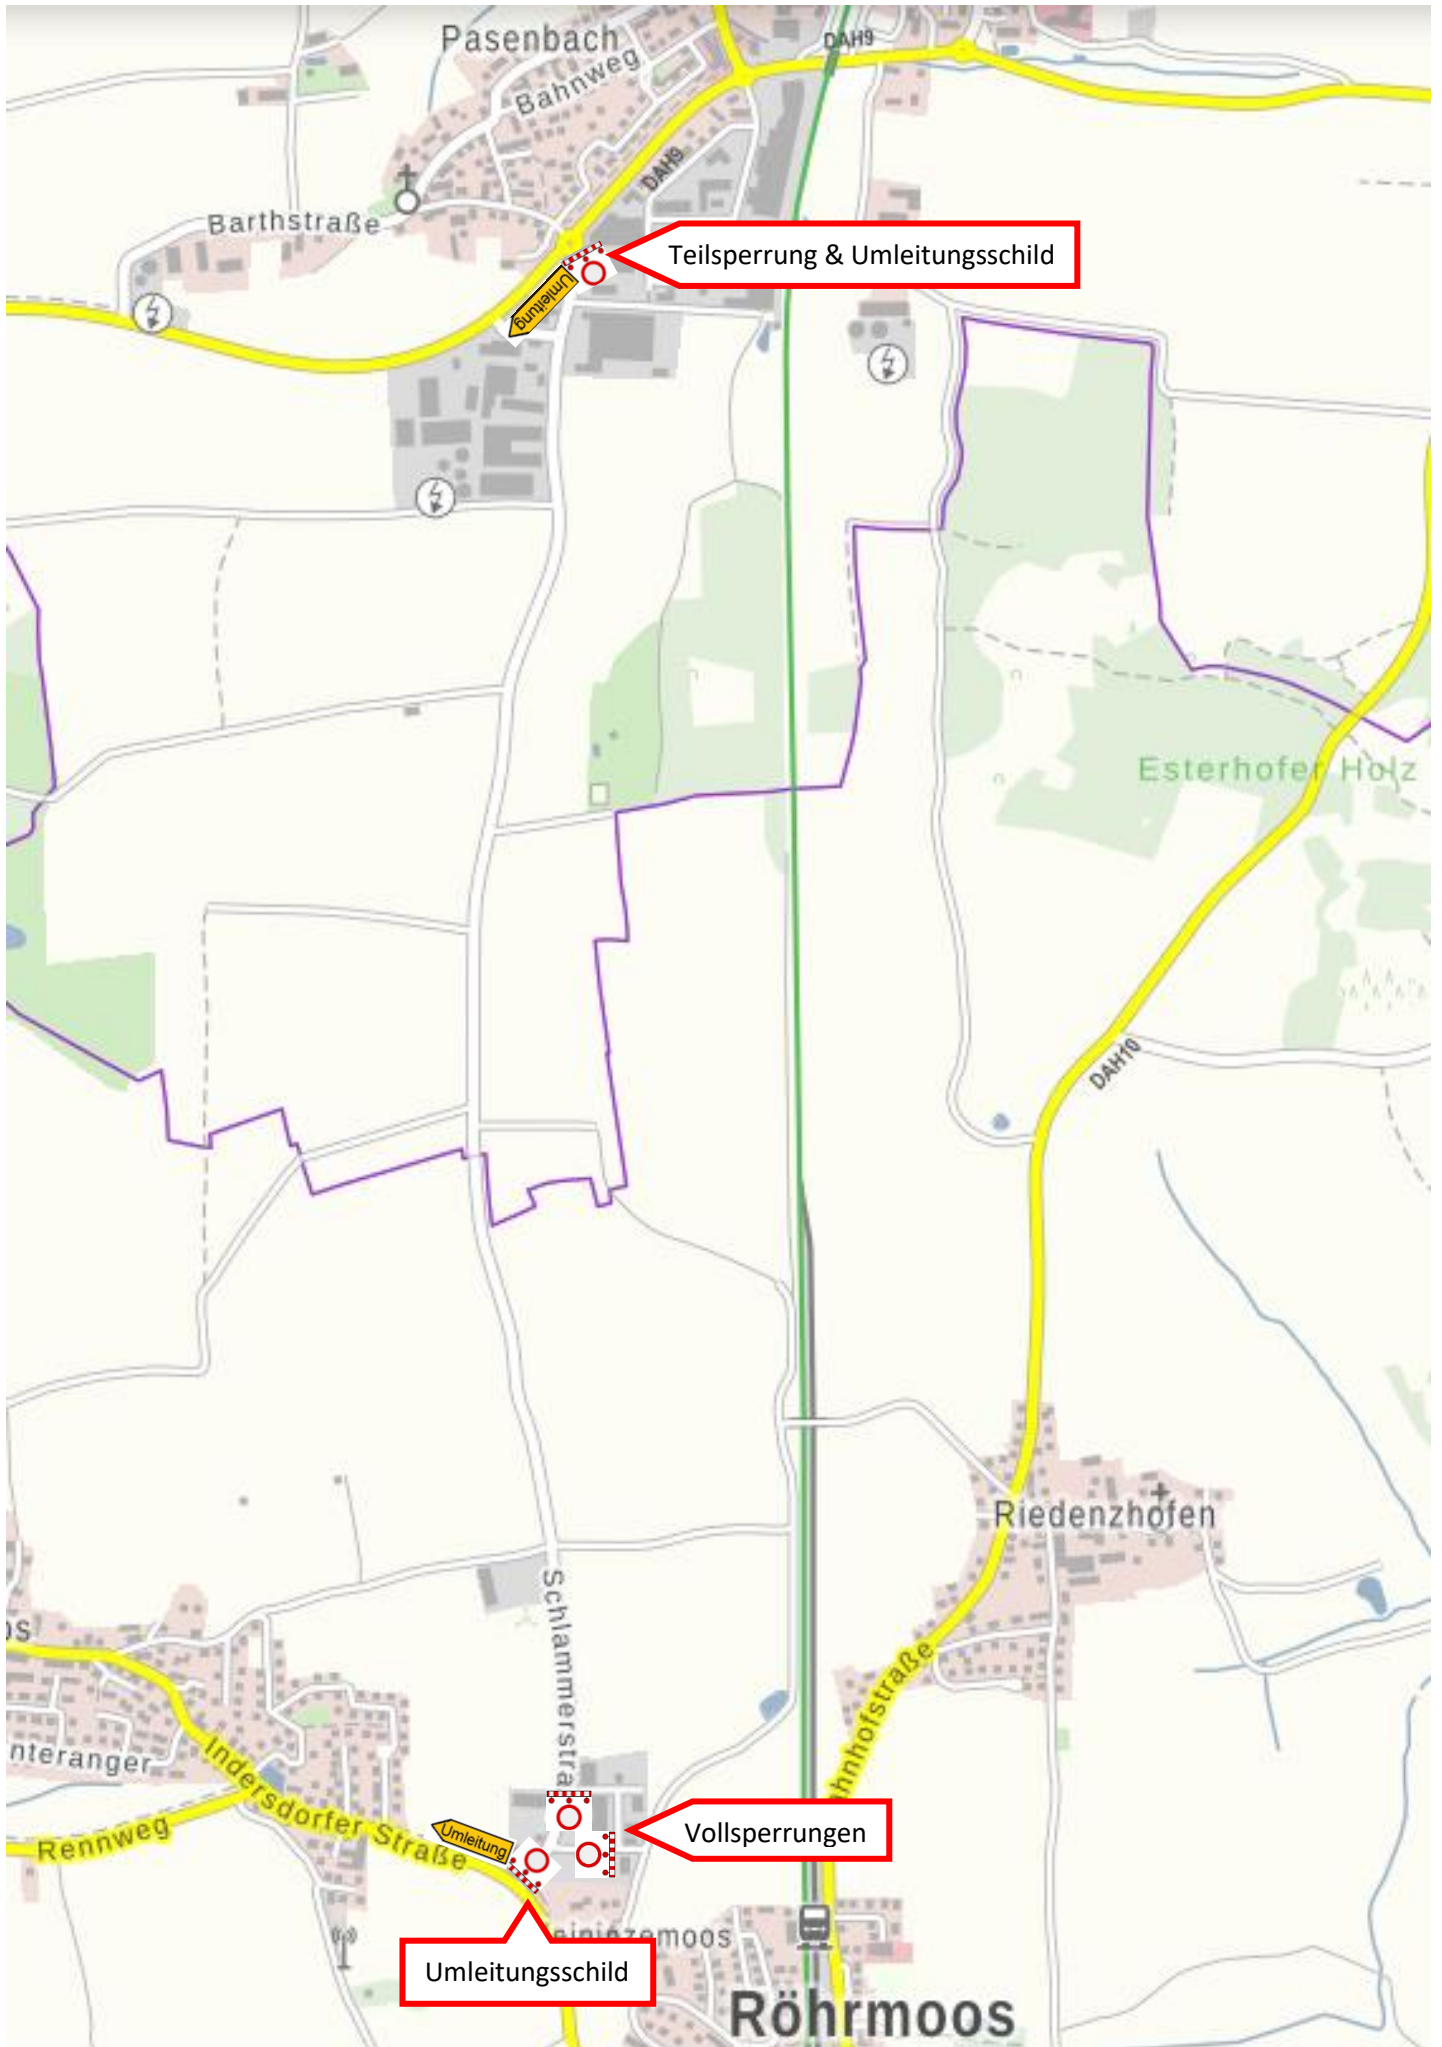 Pasenbach
DAH9
Bahnweg
DAH9
Barthstraße
Teilsperrung & Umleitungsschild
Umleitung
Esterhofer Holz
DAH10
Riedenzhofen
Schlammerstra
os
nteranger
Indersdorfer Straße
hnhofstraße
Rennweg
Umleitung
Vollsperrungen
Umleitungsschild
Röhrmoos